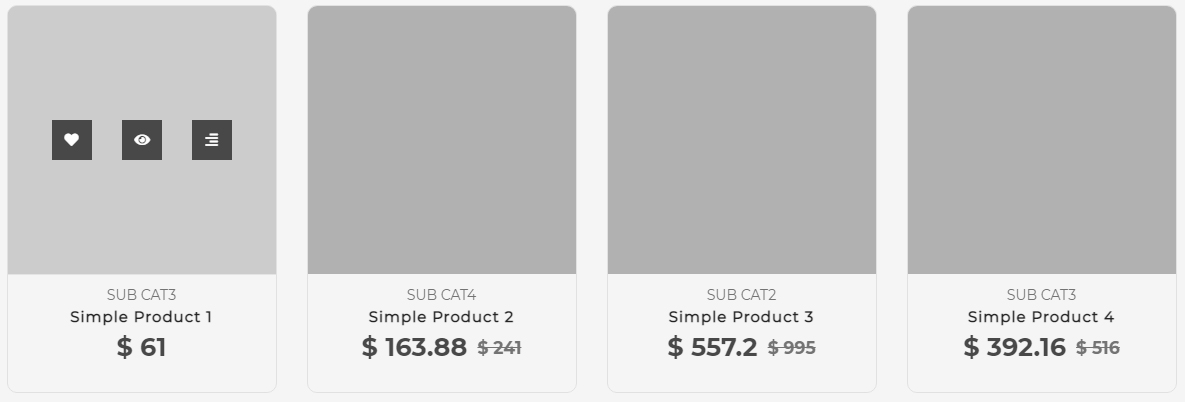 SUB CAT3
Simple Product 1
$ 61
SUB CAT4
Simple Product 2
$ 163.88 $ 241
SUB CAT2
Simple Product 3
$ 557.2 $ 995
SUB CAT3
Simple Product 4
$ 392.16 $ 516